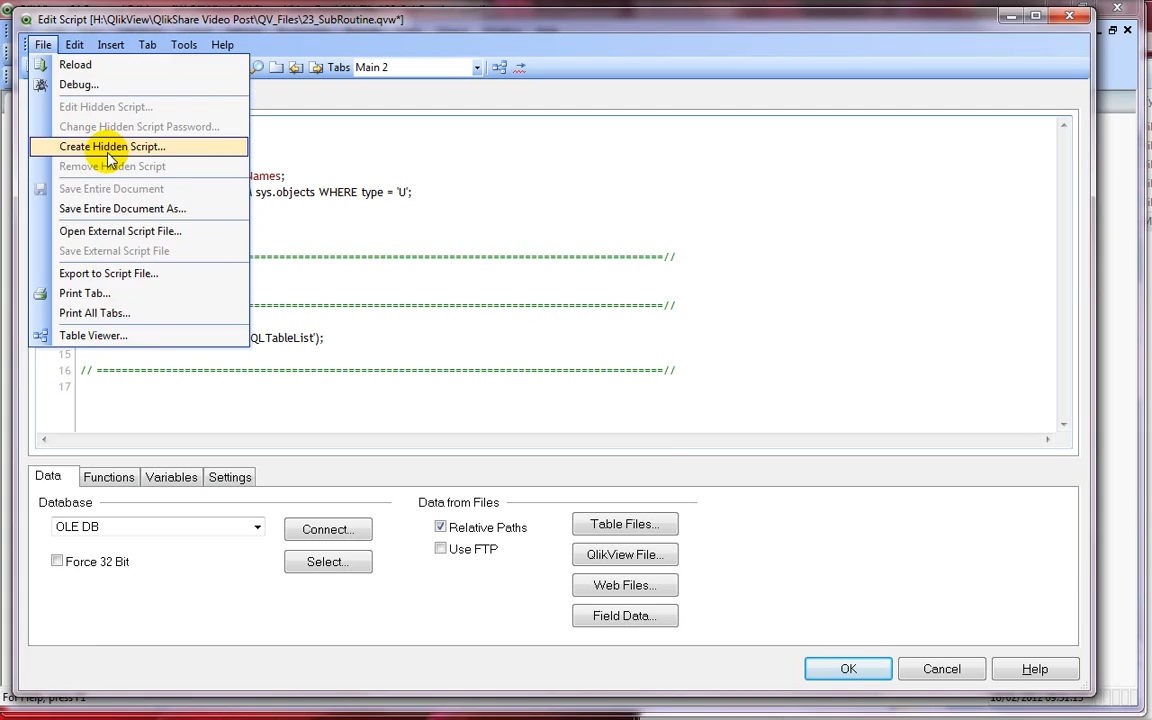 Edit Script [H:\QlikView\QlikShare Video Post\QV_Files\23_SubRoutine.qvw*]
File Edit Insert Tab Tools Help
Reload
Tabs Main 2
Debug...
Edit Hidden Script...
Change Hidden Script Password...
Create Hidden Script...
Remove Hidden Script
Names;
Save Entire Document
sys.objects WHERE type = 'U';
Save Entire Document As...
Open External Script File...
Save External Script File
==================================================================//
Export to Script File...
Print Tab...
==================================================================//
Print All Tabs...
Table Viewer...
QLTableList');
15
16 // ==========================================================================================//
17
Data Functions Variables Settings
Database
Data from Files
OLE DB
Connect...
Relative Paths
Table Files...
Force 32 Bit
Select...
Use FTP
QlikView File...
Web Files...
Field Data...
OK Cancel Help